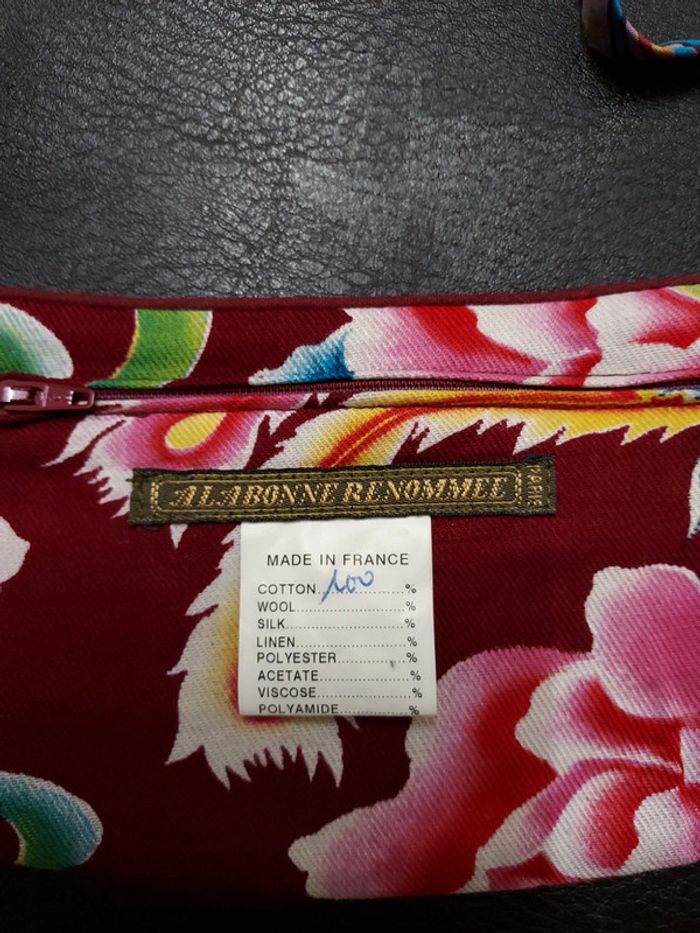 A LA BONNE RENOMMEE PARIS
MADE IN FRANCE
COTTON....100....%
WOOL....................%
SILK.......................%
LINEN....................%
POLYESTER.............%
ACETATE.................%
VISCOSE.................%
POLYAMIDE..............%